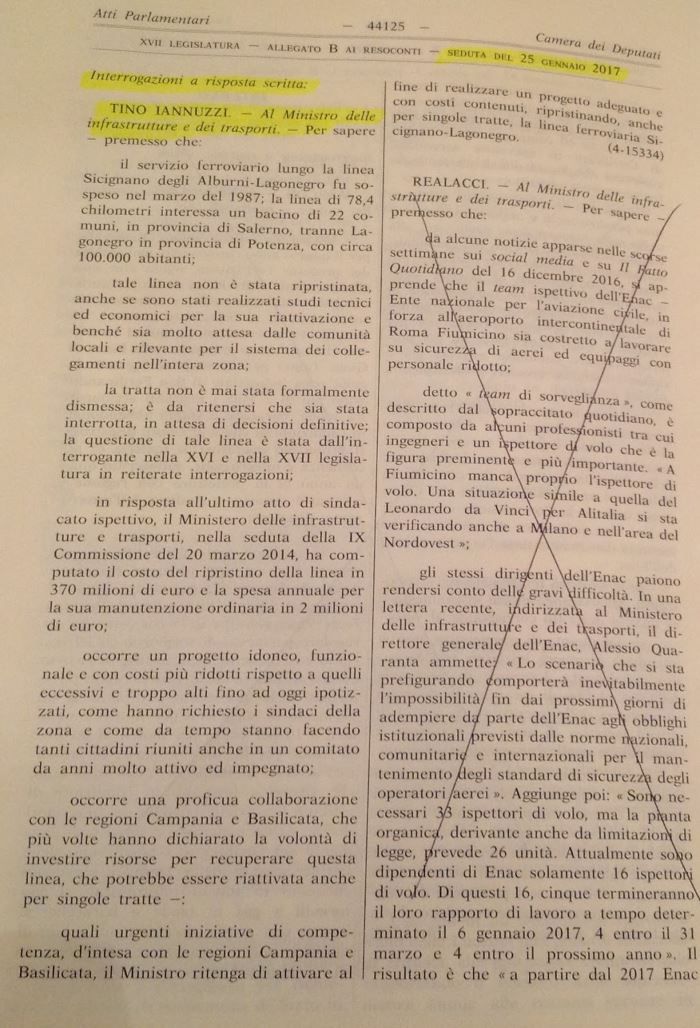 Atti Parlamentari
— 44125 —
Camera dei Deputati
XVII LEGISLATURA — ALLEGATO B AI RESOCONTI — SEDUTA DEL 25 GENNAIO 2017
Interrogazioni a risposta scritta:
TINO IANNUZZI. — Al Ministro delle
infrastrutture e dei trasporti. — Per sapere
— premesso che:
il servizio ferroviario lungo la linea
Sicignano degli Alburni-Lagonegro fu so-
speso nel marzo del 1987; la linea di 78,4
chilometri interessa un bacino di 22 co-
muni, in provincia di Salerno, tranne La-
gonegro in provincia di Potenza, con circa
100.000 abitanti;
tale linea non è stata ripristinata,
anche se sono stati realizzati studi tecnici
ed economici per la sua riattivazione e
benché sia molto attesa dalle comunità
locali e rilevante per il sistema dei colle-
gamenti nell'intera zona;
la tratta non è mai stata formalmente
dismessa; è da ritenersi che sia stata
interrotta, in attesa di decisioni definitive;
la questione di tale linea è stata dall'in-
terrogante nella XVI e nella XVII legisla-
tura in reiterate interrogazioni;
in risposta all'ultimo atto di sinda-
cato ispettivo, il Ministero delle infrastrut-
ture e trasporti, nella seduta della IX
Commissione del 20 marzo 2014, ha com-
putato il costo del ripristino della linea in
370 milioni di euro e la spesa annuale per
la sua manutenzione ordinaria in 2 milioni
di euro;
occorre un progetto idoneo, funzio-
nale e con costi più ridotti rispetto a quelli
eccessivi e troppo alti fino ad oggi ipotiz-
zati, come hanno richiesto i sindaci della
zona e come da tempo stanno facendo
tanti cittadini riuniti anche in un comitato
da anni molto attivo ed impegnato;
occorre una proficua collaborazione
con le regioni Campania e Basilicata, che
più volte hanno dichiarato la volontà di
investire risorse per recuperare questa
linea, che potrebbe essere riattivata anche
per singole tratte —:
quali urgenti iniziative di compe-
tenza, d'intesa con le regioni Campania e
Basilicata, il Ministro ritenga di attivare al
fine di realizzare un progetto adeguato e
con costi contenuti, ripristinando, anche
per singole tratte, la linea ferroviaria Si-
cignano-Lagonegro.
(4-15334)
REALACCI. — Al Ministro delle infra-
strutture e dei trasporti. — Per sapere —
premesso che:
da alcune notizie apparse nelle scorse
settimane sui social media e su Il Fatto
Quotidiano del 16 dicembre 2016, si ap-
prende che il team ispettivo dell'Enac –
Ente nazionale per l'aviazione civile, in
forza all'aeroporto intercontinentale di
Roma Fiumicino sia costretto a lavorare
su sicurezza di aerei ed equipaggi con
personale ridotto;
detto « team di sorveglianza », come
descritto dal sopraccitato quotidiano, è
composto da alcuni professionisti tra cui
ingegneri e un ispettore di volo che è la
figura preminente e più importante. « A
Fiumicino manca proprio l'ispettore di
volo. Una situazione simile a quella del
Leonardo da Vinci per Alitalia si sta
verificando anche a Milano e nell'area del
Nordovest »;
gli stessi dirigenti dell'Enac paiono
rendersi conto delle gravi difficoltà. In una
lettera recente, indirizzata al Ministero
delle infrastrutture e dei trasporti, il di-
rettore generale dell'Enac, Alessio Qua-
ranta ammette: « Lo scenario che si sta
prefigurando comporterà inevitabilmente
l'impossibilità fin dai prossimi giorni di
adempiere da parte dell'Enac agli obblighi
istituzionali previsti dalle norme nazionali,
comunitarie e internazionali per il man-
tenimento degli standard di sicurezza degli
operatori aerei ». Aggiunge poi: « Sono ne-
cessari 33 ispettori di volo, ma la pianta
organica, derivante anche da limitazioni di
legge, prevede 26 unità. Attualmente sono
dipendenti di Enac solamente 16 ispettori
di volo. Di questi 16, cinque termineranno
il loro rapporto di lavoro a tempo deter-
minato il 6 gennaio 2017, 4 entro il 31
marzo e 4 entro il prossimo anno ». Il
risultato è che « a partire dal 2017 Enac